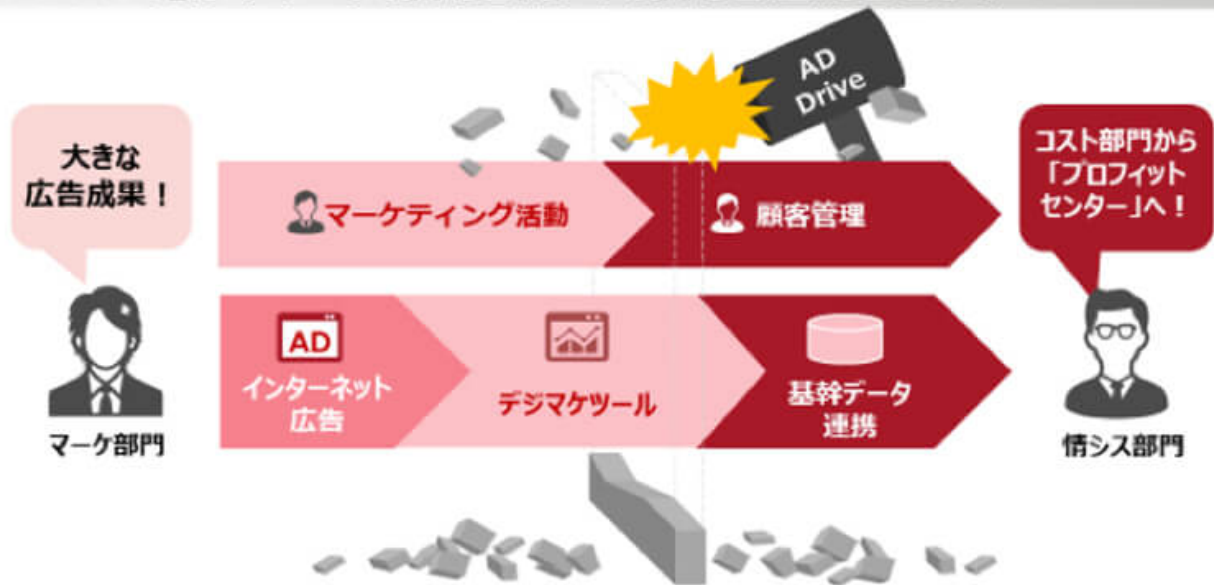 AD
Drive
大きな
広告成果！
コスト部門から
「プロフィット
センター」へ！
マーケティング活動
顧客管理
AD
インターネット
広告
デジマケツール
基幹データ
連携
マーケ部門
情シス部門